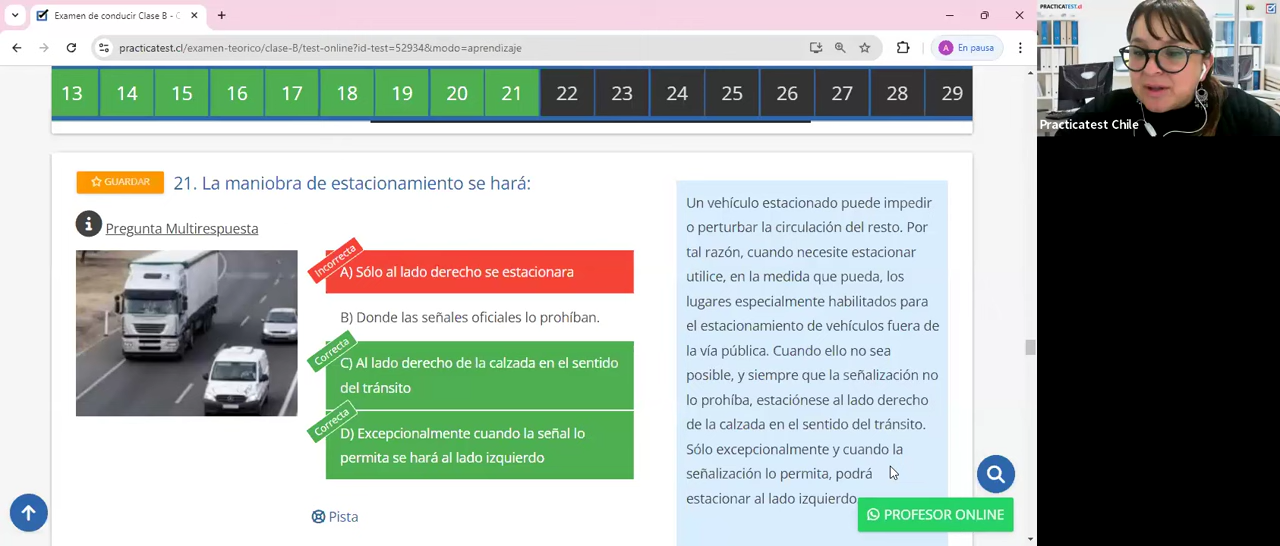 Examen de conducir Clase B - C
practicatest.cl/examen-teorico/clase-B/test-online?id-test=52934&modo=aprendizaje
A
En pausa
13 14 15 16 17 18 19 20 21 22 23 24 25 26 27 28 29
GUARDAR
21. La maniobra de estacionamiento se hará:
Pregunta Multirespuesta
Incorrecta
A) Sólo al lado derecho se estacionara
B) Donde las señales oficiales lo prohíban.
Correcta
C) Al lado derecho de la calzada en el sentido
del tránsito
Correcta
D) Excepcionalmente cuando la señal lo
permita se hará al lado izquierdo
Pista
Un vehículo estacionado puede impedir
o perturbar la circulación del resto. Por
tal razón, cuando necesite estacionar
utilice, en la medida que pueda, los
lugares especialmente habilitados para
el estacionamiento de vehículos fuera de
la vía pública. Cuando ello no sea
posible, y siempre que la señalización no
lo prohíba, estaciónese al lado derecho
de la calzada en el sentido del tránsito.
Sólo excepcionalmente y cuando la
señalización lo permita, podrá
estacionar al lado izquierdo
PROFESOR ONLINE
PRACTICATEST.cl
Practicatest Chile